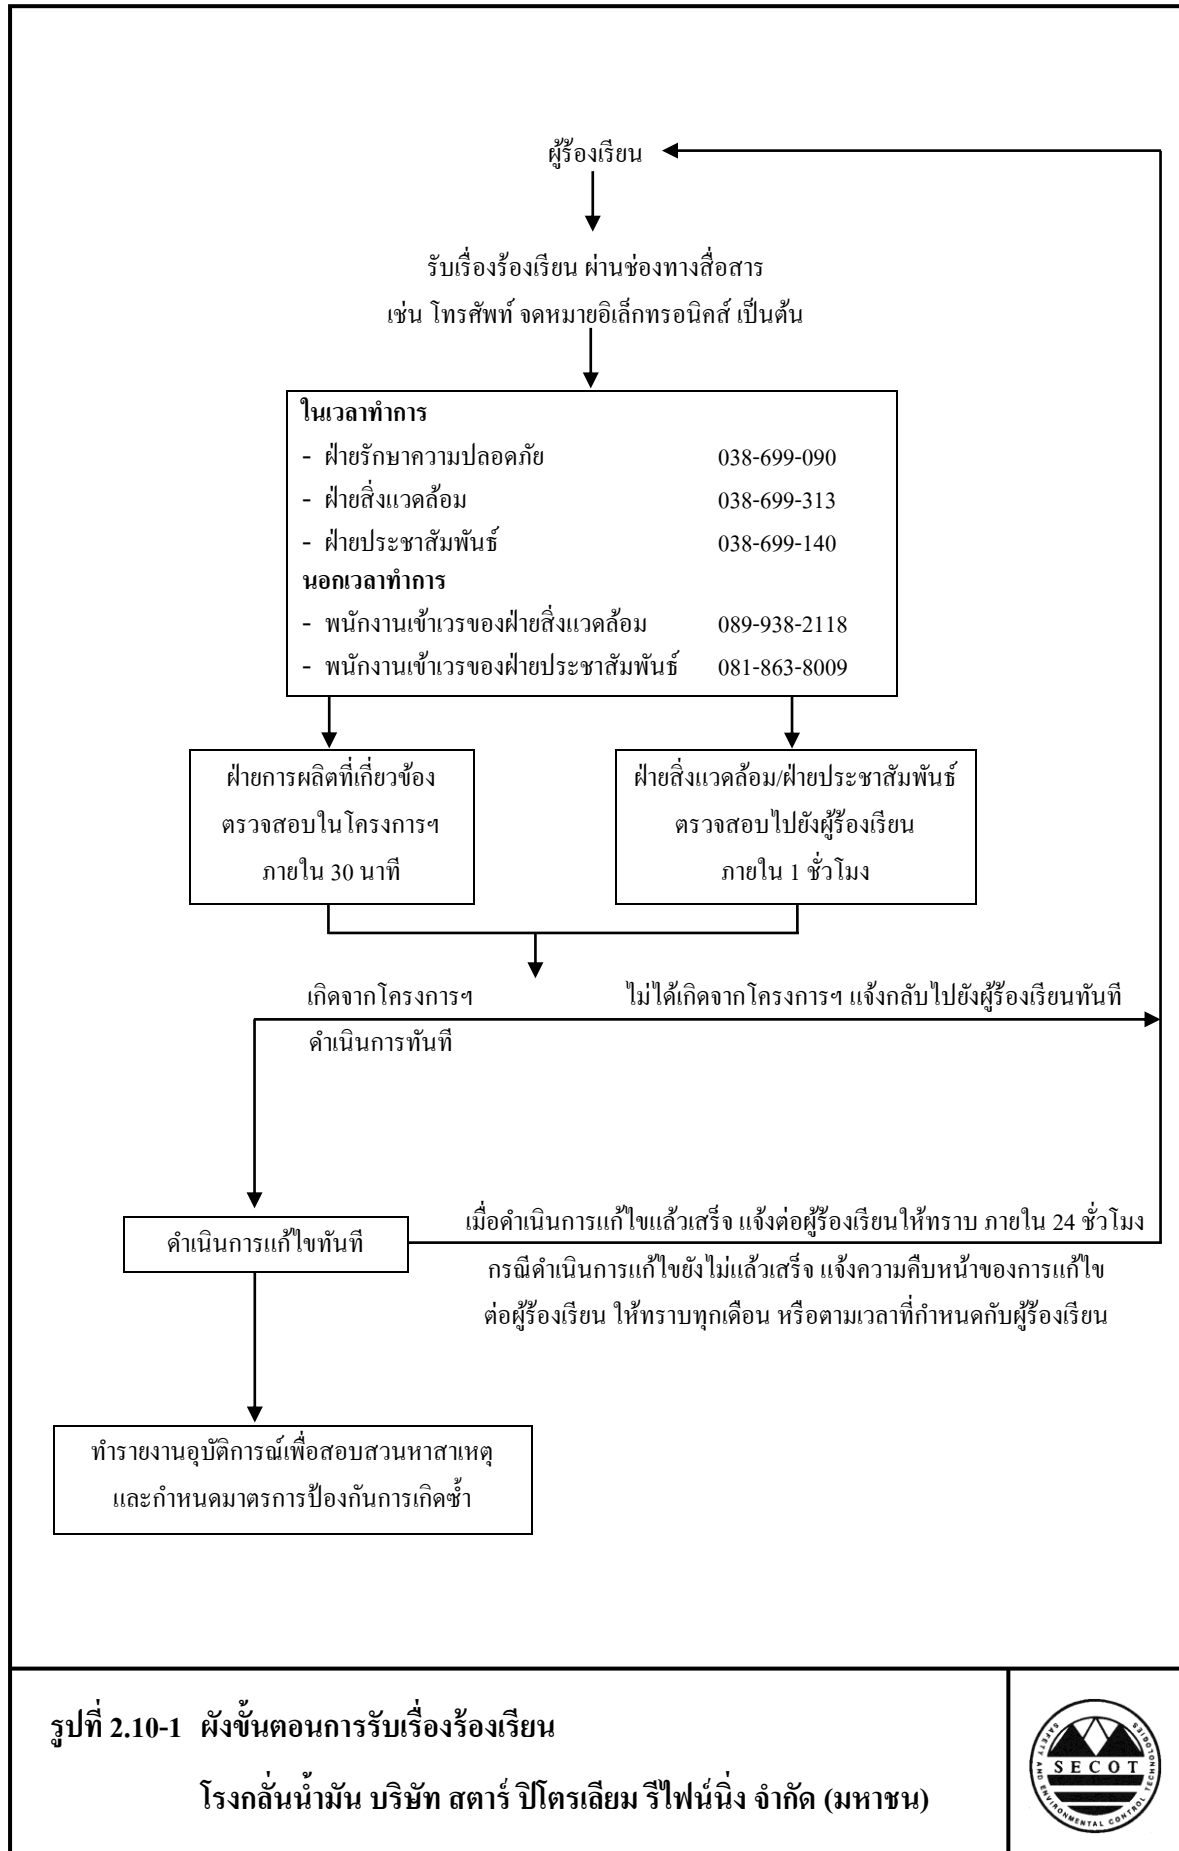 ผู้ร้องเรียน
รับเรื่องร้องเรียน ผ่านช่องทางสื่อสาร
เช่น โทรศัพท์ จดหมายอิเล็กทรอนิคส์ เป็นต้น
ในเวลาทำการ
- ฝ่ายรักษาความปลอดภัย 038-699-090
- ฝ่ายสิ่งแวดล้อม 038-699-313
- ฝ่ายประชาสัมพันธ์ 038-699-140
นอกเวลาทำการ
- พนักงานเข้าเวรของฝ่ายสิ่งแวดล้อม 089-938-2118
- พนักงานเข้าเวรของฝ่ายประชาสัมพันธ์ 081-863-8009
ฝ่ายการผลิตที่เกี่ยวข้อง
ตรวจสอบในโครงการฯ
ภายใน 30 นาที
ฝ่ายสิ่งแวดล้อม/ฝ่ายประชาสัมพันธ์
ตรวจสอบไปยังผู้ร้องเรียน
ภายใน 1 ชั่วโมง
เกิดจากโครงการฯ
ไม่ได้เกิดจากโครงการฯ แจ้งกลับไปยังผู้ร้องเรียนทันที
ดำเนินการทันที
ดำเนินการแก้ไขทันที
เมื่อดำเนินการแก้ไขแล้วเสร็จ แจ้งต่อผู้ร้องเรียนให้ทราบ ภายใน 24 ชั่วโมง
กรณีดำเนินการแก้ไขยังไม่แล้วเสร็จ แจ้งความคืบหน้าของการแก้ไข
ต่อผู้ร้องเรียน ให้ทราบทุกเดือน หรือตามเวลาที่กำหนดกับผู้ร้องเรียน
ทำรายงานอุบัติการณ์เพื่อสอบสวนหาสาเหตุ
และกำหนดมาตรการป้องกันการเกิดซ้ำ
รูปที่ 2.10-1 ผังขั้นตอนการรับเรื่องร้องเรียน
โรงกลั่นน้ำมัน บริษัท สตาร์ ปิโตรเลียม รีไฟน์นิ่ง จำกัด (มหาชน)
SECOT
SAFETY AND ENVIRONMENTAL CONTROL TECHNOLOGIES